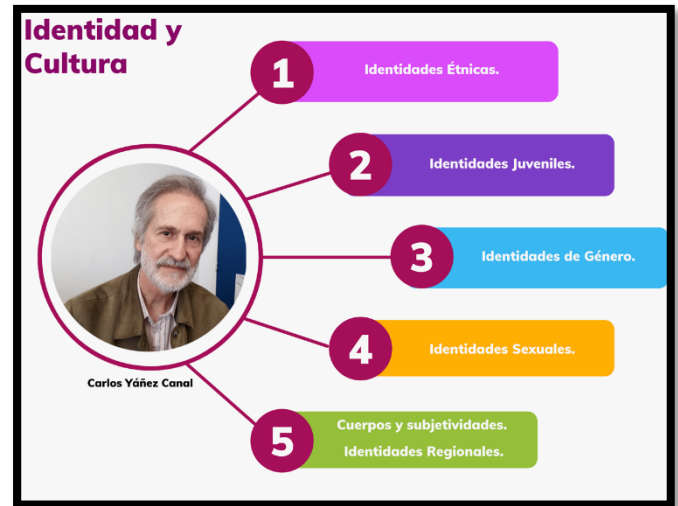 Identidad y
Cultura
1
Identidades Étnicas.
2
Identidades Juveniles.
3
Identidades de Género.
4
Identidades Sexuales.
Carlos Yáñez Canal
5
Cuerpos y subjetividades.
Identidades Regionales.